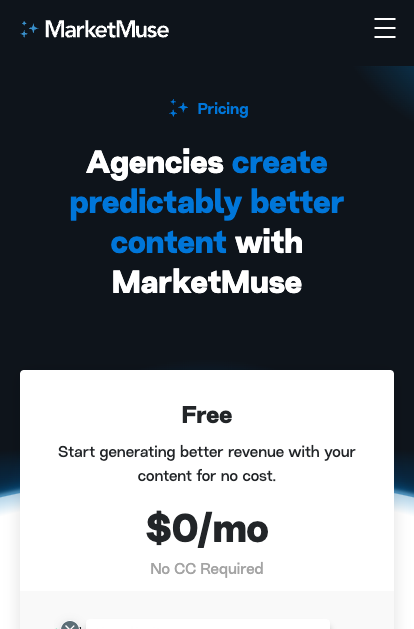 MarketMuse
Pricing
Agencies create
predictably better
content with
MarketMuse
Free
Start generating better revenue with your
content for no cost.
$0/mo
No CC Required